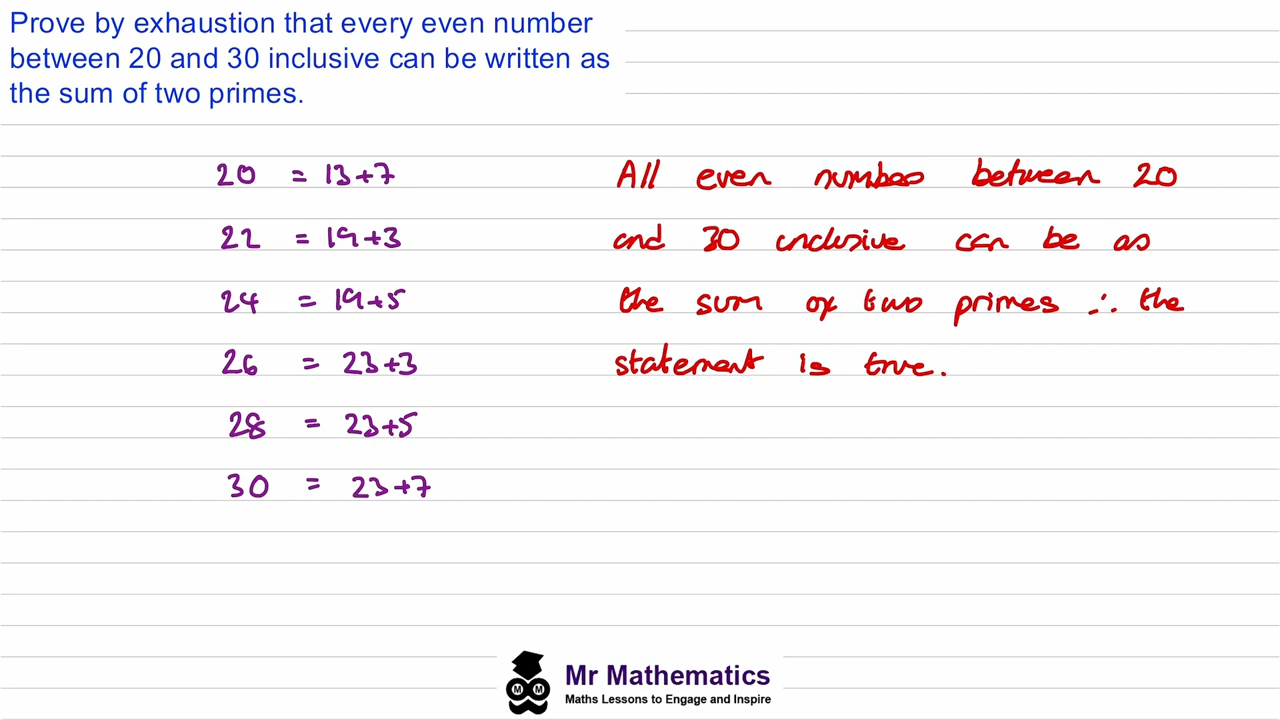 Prove by exhaustion that every even number
between 20 and 30 inclusive can be written as
the sum of two primes.
20 = 13+7
22 = 19+3
24 = 19+5
26 = 23+3
28 = 23+5
30 = 23+7
All even numbers between 20
and 30 inclusive can be as
the sum of two primes ∴ the
statement is true.
M M
Mr Mathematics
Maths Lessons to Engage and Inspire